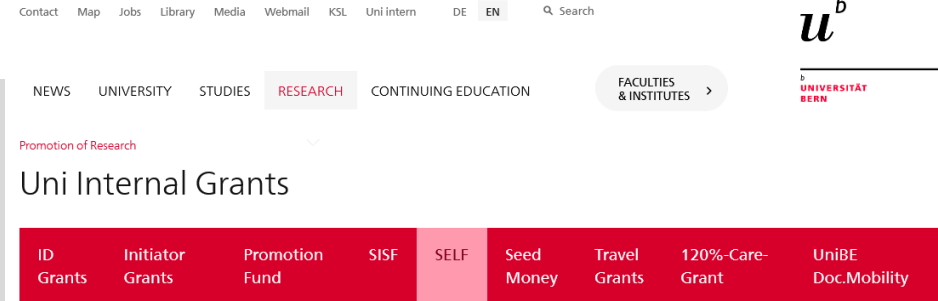 Contact Map Jobs Library Media Webmail KSL Uni intern DE EN Search
u b
b
UNIVERSITÄT
BERN
NEWS UNIVERSITY STUDIES RESEARCH CONTINUING EDUCATION
FACULTIES
& INSTITUTES
Promotion of Research
Uni Internal Grants
ID
Grants
Initiator
Grants
Promotion
Fund
SISF
SELF
Seed
Money
Travel
Grants
120%-Care-
Grant
UniBE
Doc.Mobility